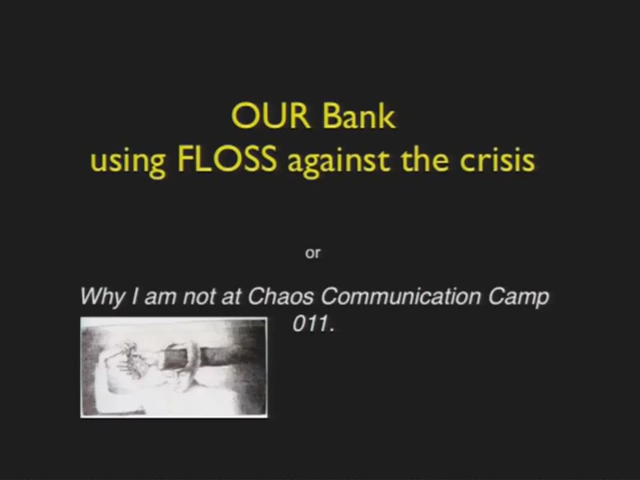 OUR Bank
using FLOSS against the crisis
or
Why I am not at Chaos Communication Camp
011.